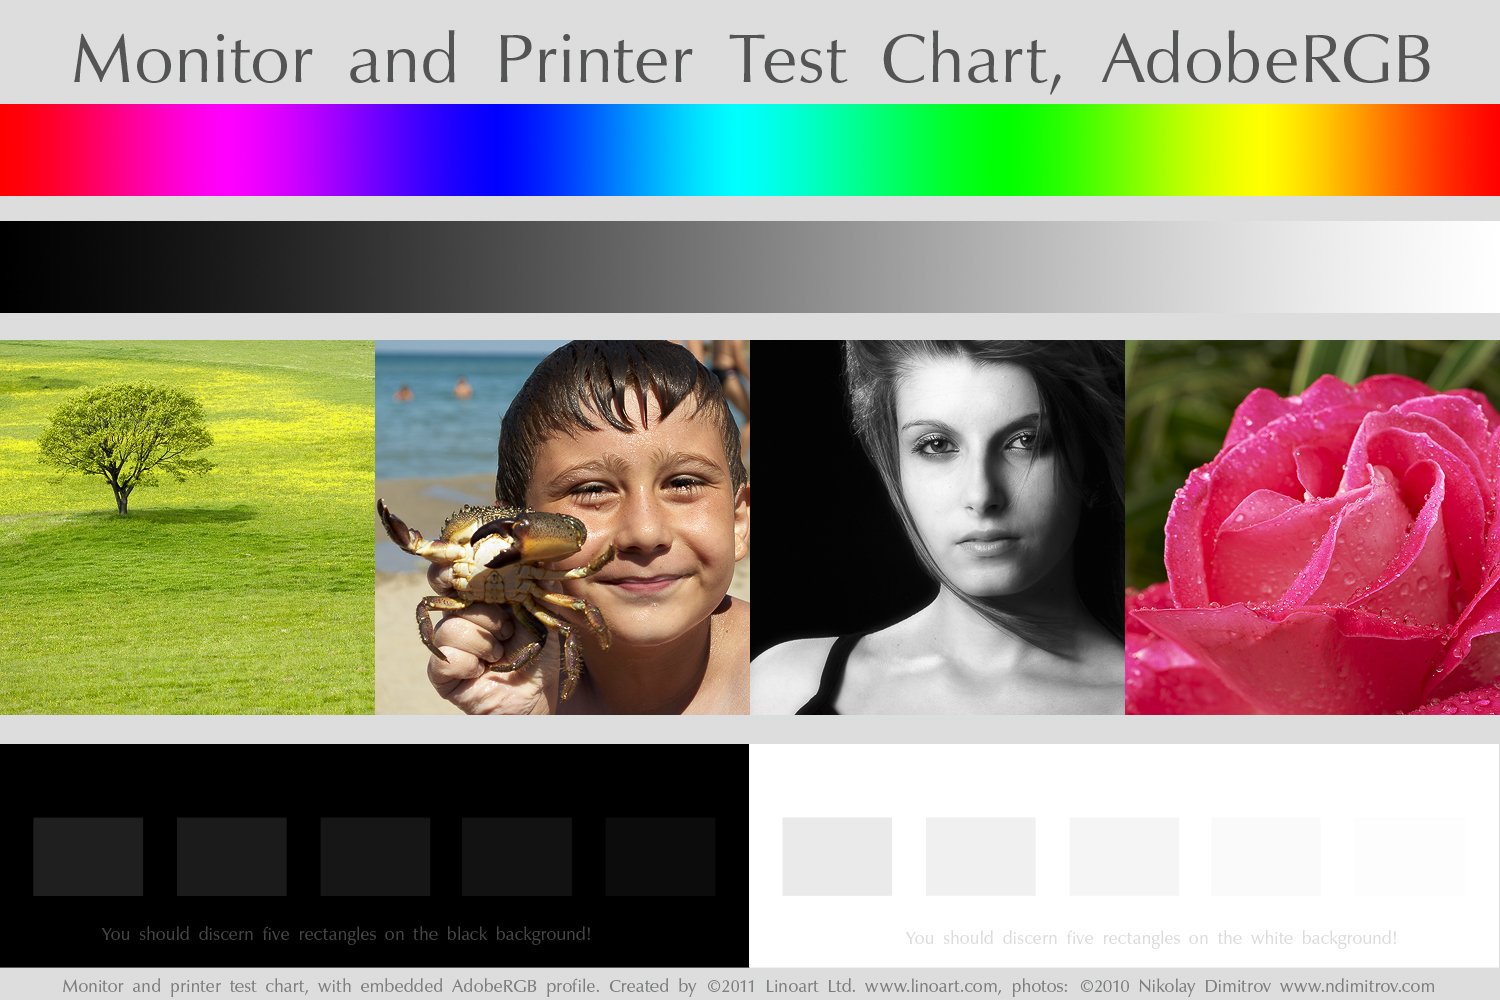 Monitor and Printer Test Chart, AdobeRGB
You should discern five rectangles on the black background!
You should discern five rectangles on the white background!
Monitor and printer test chart, with embedded AdobeRGB profile. Created by ©2011 Linoart Ltd. www.linoart.com, photos: ©2010 Nikolay Dimitrov www.ndimitrov.com